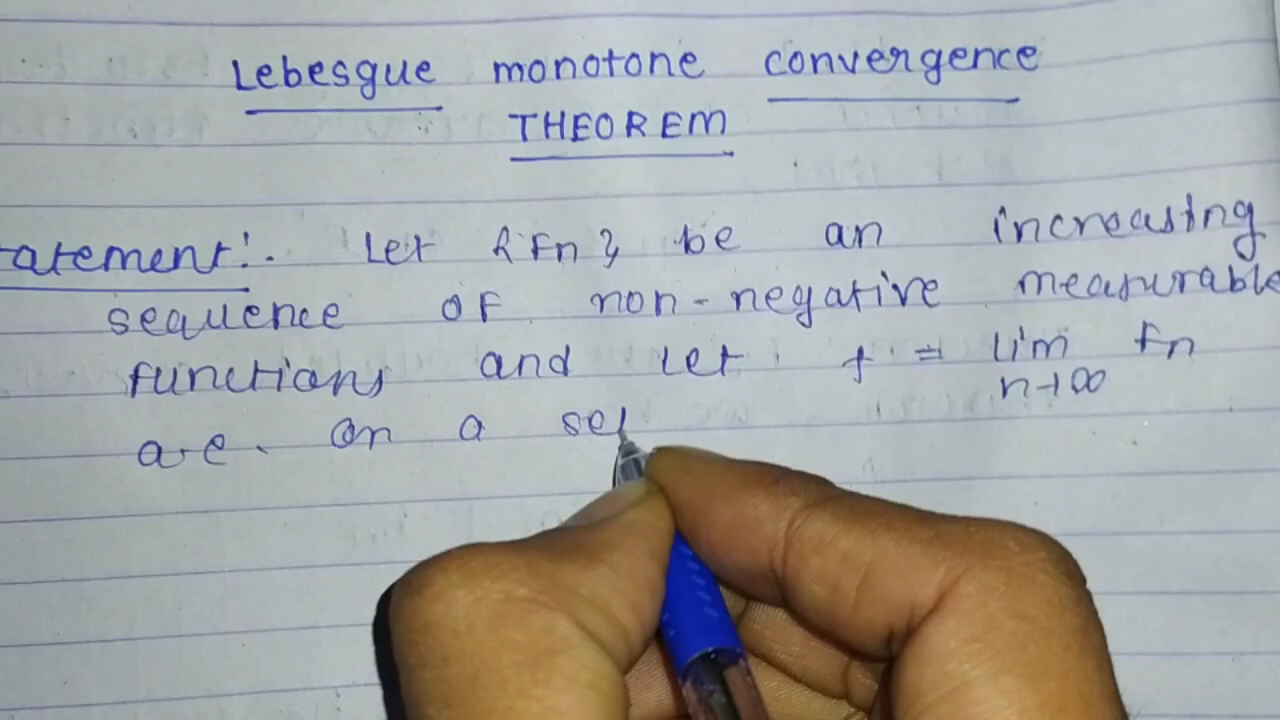 Lebesgue monotone convergence
THEOREM
atement:. Let {Fn} be an increasing
sequence OF non-negative measurable
functions and Let f = lim fn
n→∞
a.e. on a set